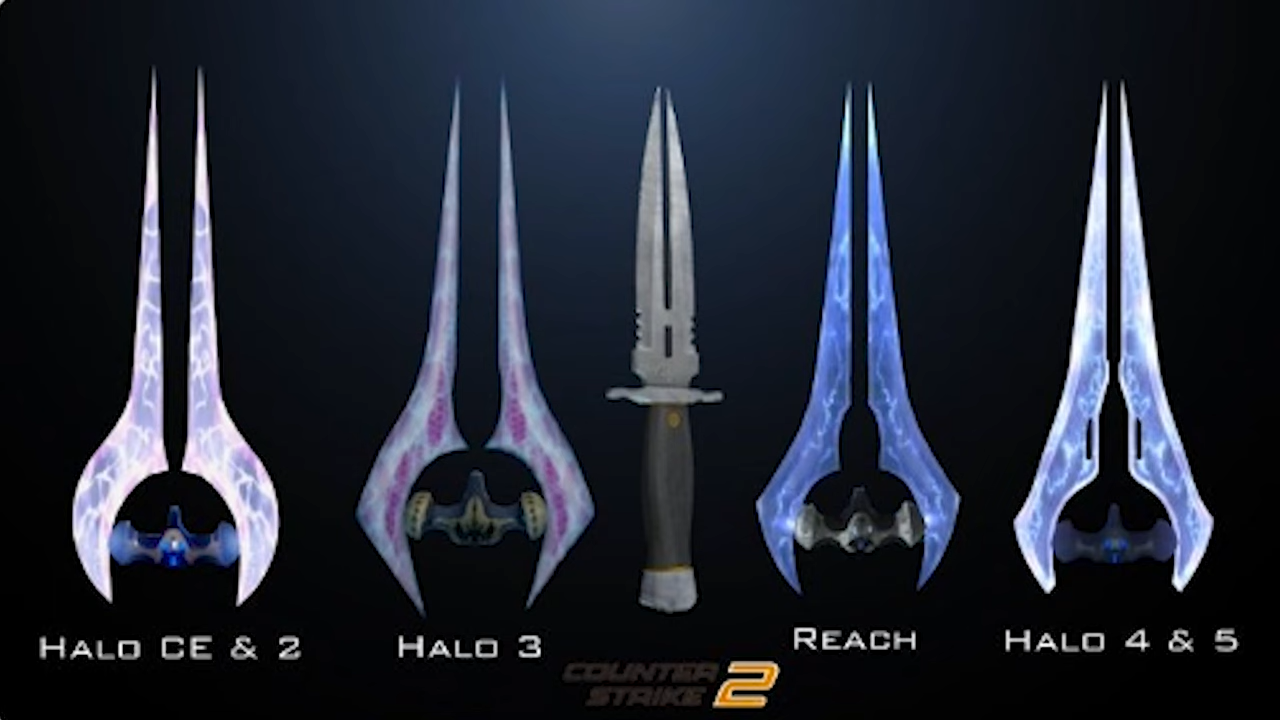 Halo CE & 2
Halo 3
Reach
Halo 4 & 5
COUNTER
STRIKE 2